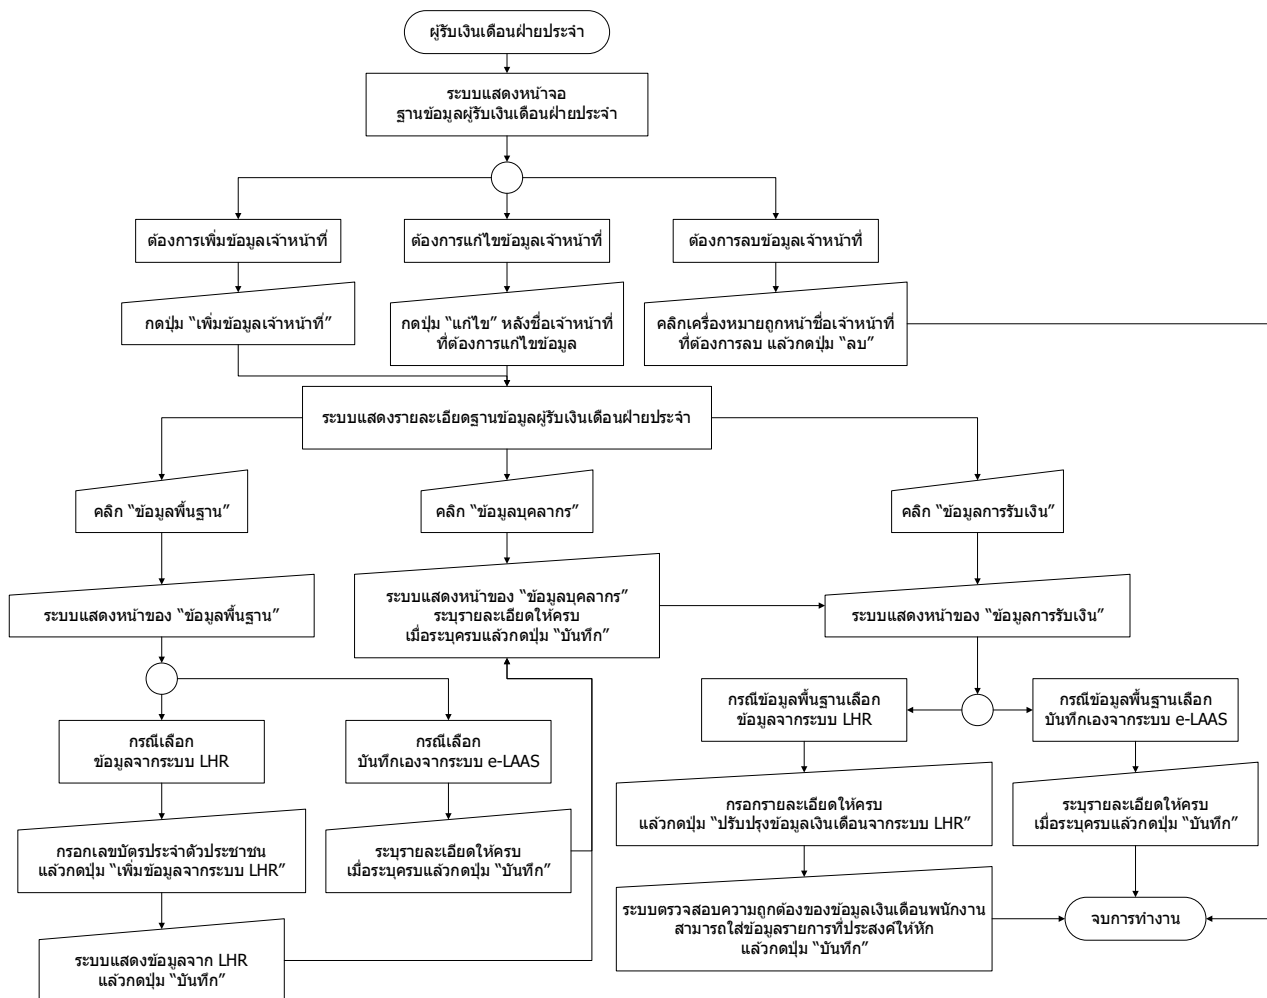 ผู้รับเงินเดือนฝ่ายประจำ
ระบบแสดงหน้าจอ
ฐานข้อมูลผู้รับเงินเดือนฝ่ายประจำ
ต้องการเพิ่มข้อมูลเจ้าหน้าที่
ต้องการแก้ไขข้อมูลเจ้าหน้าที่
ต้องการลบข้อมูลเจ้าหน้าที่
กดปุ่ม “เพิ่มข้อมูลเจ้าหน้าที่”
กดปุ่ม “แก้ไข” หลังชื่อเจ้าหน้าที่
ที่ต้องการแก้ไขข้อมูล
คลิกเครื่องหมายถูกหน้าชื่อเจ้าหน้าที่
ที่ต้องการลบ แล้วกดปุ่ม “ลบ”
ระบบแสดงรายละเอียดฐานข้อมูลผู้รับเงินเดือนฝ่ายประจำ
คลิก “ข้อมูลพื้นฐาน”
คลิก “ข้อมูลบุคลากร”
คลิก “ข้อมูลการรับเงิน”
ระบบแสดงหน้าของ “ข้อมูลพื้นฐาน”
ระบบแสดงหน้าของ “ข้อมูลบุคลากร”
ระบุรายละเอียดให้ครบ
เมื่อระบุครบแล้วกดปุ่ม “บันทึก”
ระบบแสดงหน้าของ “ข้อมูลการรับเงิน”
กรณีเลือก
ข้อมูลจากระบบ LHR
กรณีเลือก
บันทึกเองจากระบบ e-LAAS
กรณีข้อมูลพื้นฐานเลือก
ข้อมูลจากระบบ LHR
กรณีข้อมูลพื้นฐานเลือก
บันทึกเองจากระบบ e-LAAS
กรอกเลขบัตรประจำตัวประชาชน
แล้วกดปุ่ม “เพิ่มข้อมูลจากระบบ LHR”
ระบุรายละเอียดให้ครบ
เมื่อระบุครบแล้วกดปุ่ม “บันทึก”
กรอกรายละเอียดให้ครบ
แล้วกดปุ่ม “ปรับปรุงข้อมูลเงินเดือนจากระบบ LHR”
ระบุรายละเอียดให้ครบ
เมื่อระบุครบแล้วกดปุ่ม “บันทึก”
ระบบแสดงข้อมูลจาก LHR
แล้วกดปุ่ม “บันทึก”
ระบบตรวจสอบความถูกต้องของข้อมูลเงินเดือนพนักงาน
สามารถใส่ข้อมูลรายการที่ประสงค์ให้หัก
แล้วกดปุ่ม “บันทึก”
จบการทำงาน